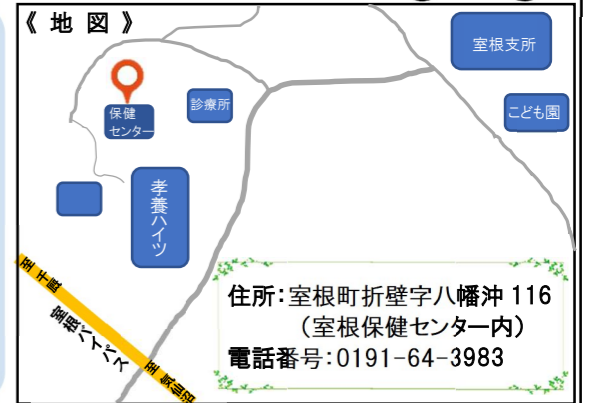 《 地 図 》
室根支所
こども園
診療所
保健
センター
孝養ハイツ
至 千厩
室根バイパス
至 気仙沼
住所：室根町折壁字八幡沖 116
（室根保健センター内）
電話番号：0191-64-3983